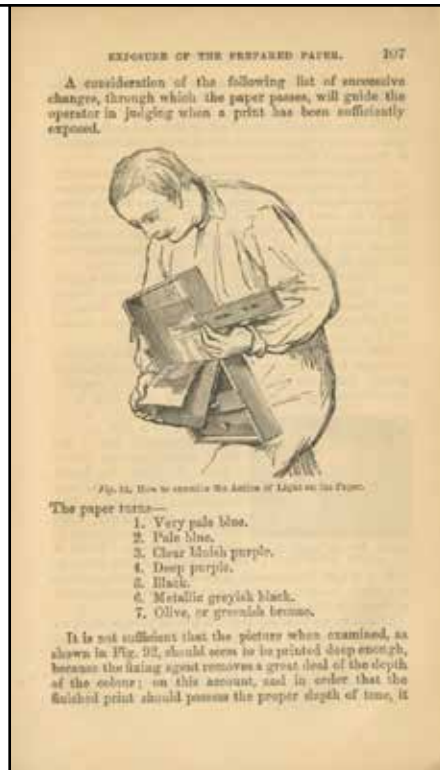 EXPOSURE OF THE PREPARED PAPER. 107
A consideration of the following list of successive
changes, through which the paper passes, will guide the
operator in judging when a print has been sufficiently
exposed.
How to examine the Action of Light on the Paper.
The paper turns—
1. Very pale blue.
2. Pale blue.
3. Clear bluish purple.
4. Deep purple.
5. Black.
6. Metallic greyish black.
7. Olive, or greenish bronze.
It is not sufficient that the picture when examined, as
shown in Fig. 92, should seem to be printed deep enough,
because the fixing agent removes a great deal of the depth
of the colour; on this account, and in order that the
finished print should possess the proper depth of tone, it